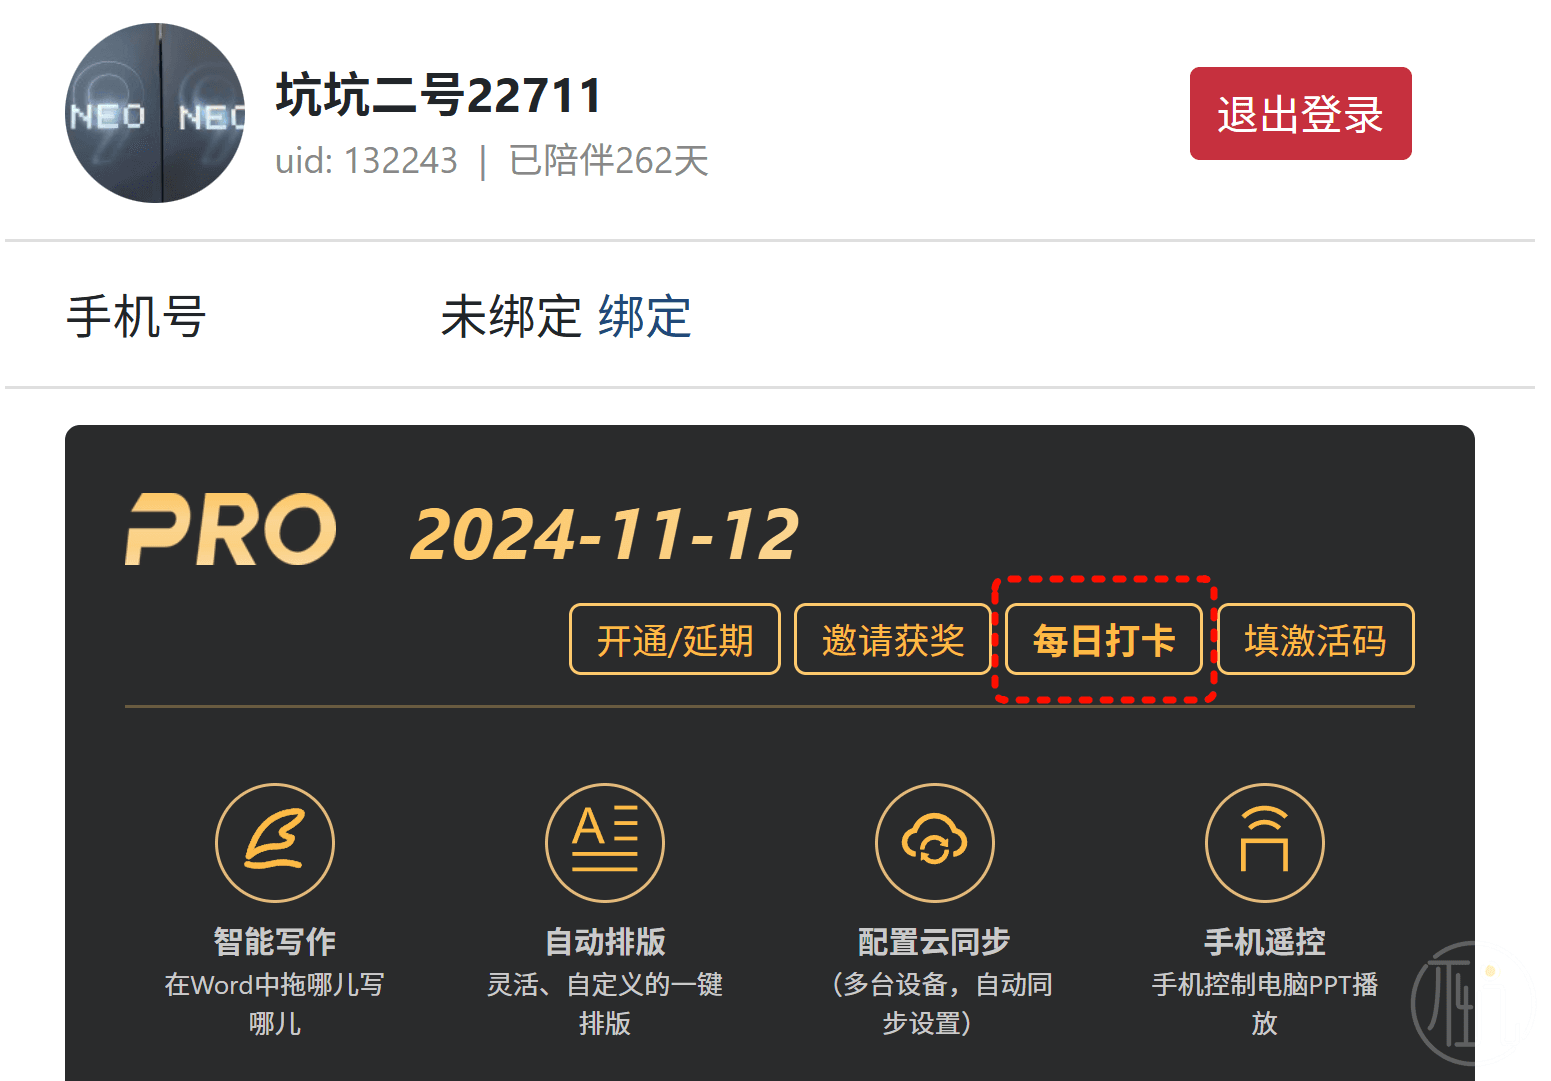 NEO NEO
坑坑二号22711
uid: 132243 | 已陪伴262天
退出登录
手机号 未绑定 绑定
PRO 2024-11-12
开通/延期 邀请获奖 每日打卡 填激活码
智能写作
在Word中拖哪儿写
哪儿
自动排版
灵活、自定义的一键
排版
配置云同步
（多台设备，自动同
步设置）
手机遥控
手机控制电脑PPT播
放